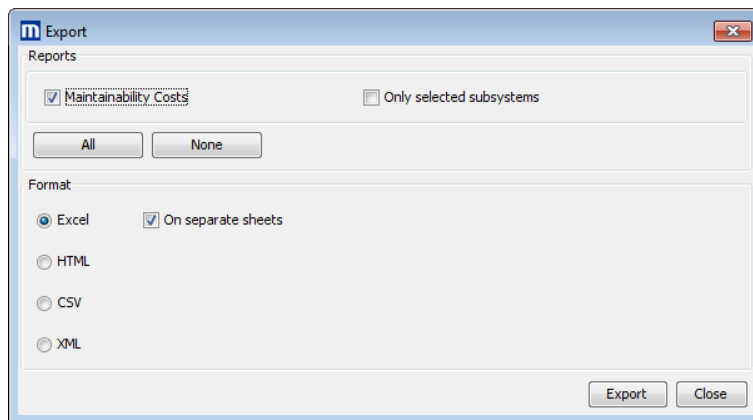 m Export
Reports
Maintainability Costs Only selected subsystems
All None
Format
Excel On separate sheets
HTML
CSV
XML
Export Close